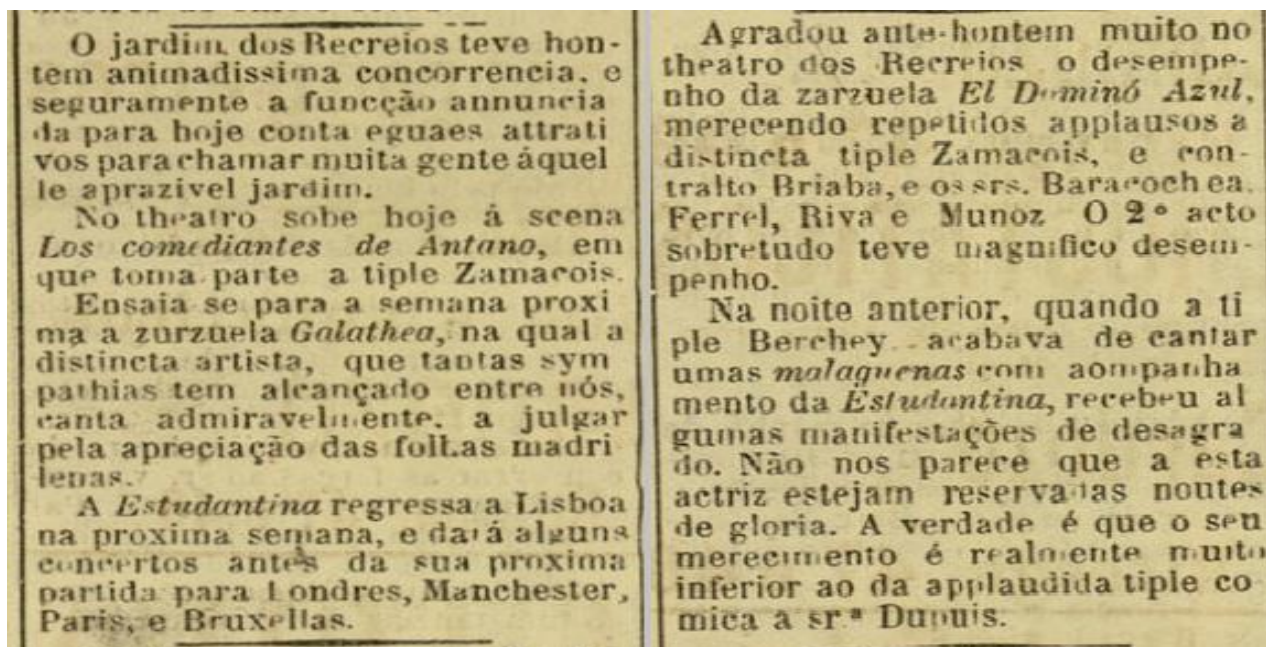 O jardim dos Recreios teve hon-
tem animadissima concorrencia, e
seguramente a funcção annuncia
da para hoje conta eguaes attrati
vos para chamar muita gente áquel
le aprazivel jardim.
No theatro sobe hoje á scena
Los comediantes de Antano, em
que toma parte a tiple Zamacois.
Ensaia se para a semana proxi
ma a zurzuela Galathea, na qual a
distincta artista, que tantas sym
pathias tem alcançado entre nós,
canta admiravelmente, a julgar
pela apreciação das folhas madri
lenas.
A Estudantina regressa a Lisboa
na proxima semana, e dará alguns
concertos antes da sua proxima
partida para Londres, Manchester,
Paris, e Bruxellas.
Agradou ante-hontem muito no
theatro dos Recreios o desempe-
nho da zarzuela El Dominó Azul,
merecendo repetidos applausos a
distincta tiple Zamacois, e con-
tralto Briaba, e os srs. Baracochea.
Ferrel, Riva e Munoz O 2º acto
sobretudo teve magnifico desem-
penho.
Na noite anterior, quando a ti
ple Berchey acabava de cantar
umas malaguenas com aompanha
mento da Estudantina, recebeu al
gumas manifestações de desagra
do. Não nos parece que a esta
actriz estejam reservadas noutes
de gloria. A verdade é que o seu
merecimento é realmente muito
inferior ao da applaudida tiple co
mica a sr.ª Dupuis.